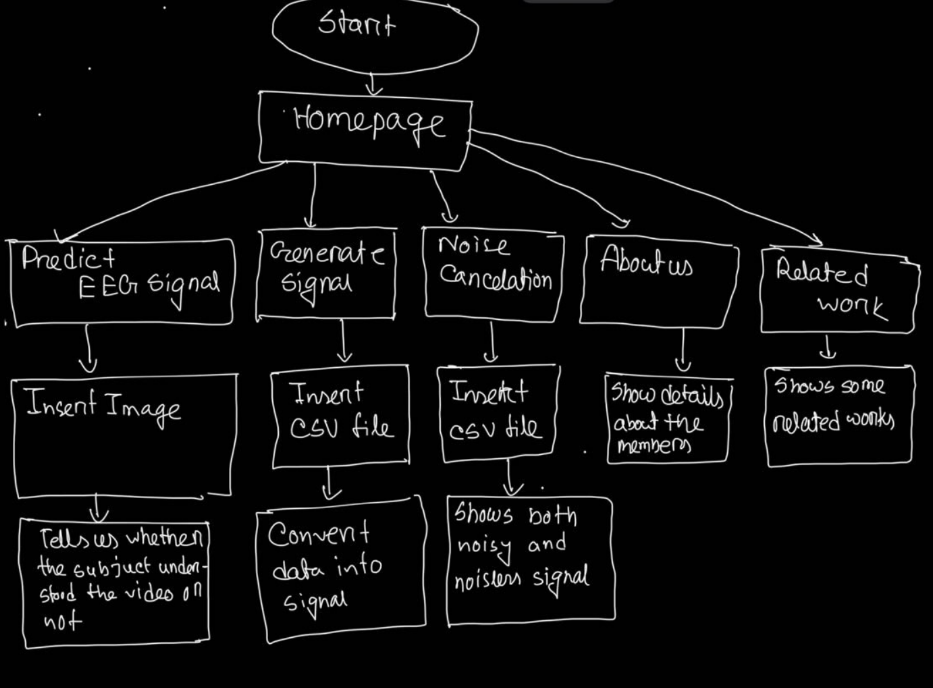 Start
Homepage
Predict
EEG Signal
Generate
Signal
Noise
Cancelation
About us
Related
work
Insert Image
Insert
CSV file
Insert
CSV file
Show details
about the
members
Shows some
related works
Tells us whether
the subject under-
stood the video or
not
Convert
data into
signal
Shows both
noisy and
noisless signal